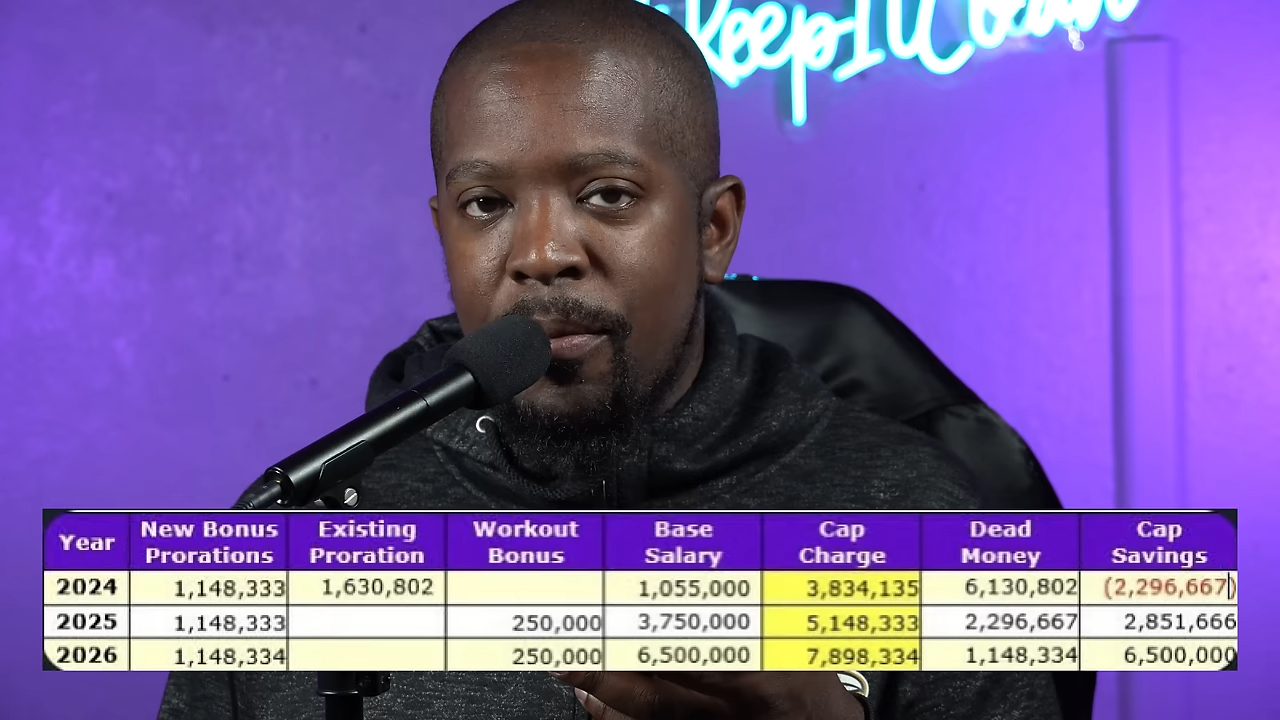 KeepItClean
Year New Bonus Prorations Existing Proration Workout Bonus Base Salary Cap Charge Dead Money Cap Savings
2024 1,148,333 1,630,802 1,055,000 3,834,135 6,130,802 (2,296,667)
2025 1,148,333 250,000 3,750,000 5,148,333 2,296,667 2,851,666
2026 1,148,334 250,000 6,500,000 7,898,334 1,148,334 6,500,000